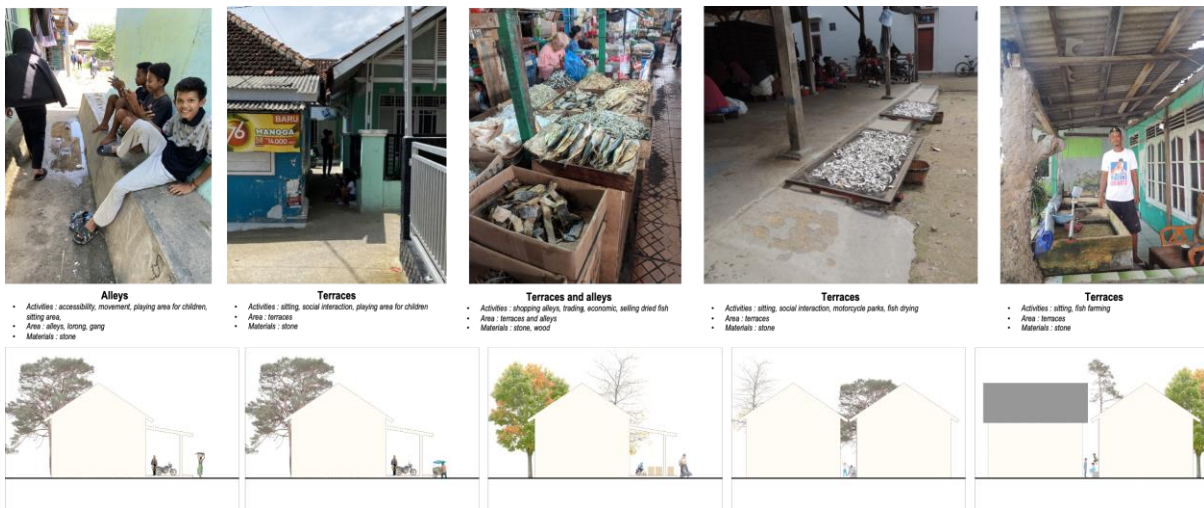 76
BARU
MANGGA
14.000
Alleys
• Activities : accessibility, movement, playing area for children,
sitting area,
• Area : alleys, lorong, gang
• Materials : stone
Terraces
• Activities : sitting, social interaction, playing area for children
• Area : terraces
• Materials : stone
Terraces and alleys
• Activities : shopping alleys, trading, economic, selling dried fish
• Area : terraces and alleys
• Materials : stone, wood
Terraces
• Activities : sitting, social interaction, motorcycle parks, fish drying
• Area : terraces
• Materials : stone
Terraces
• Activities : sitting, fish farming
• Area : terraces
• Materials : stone